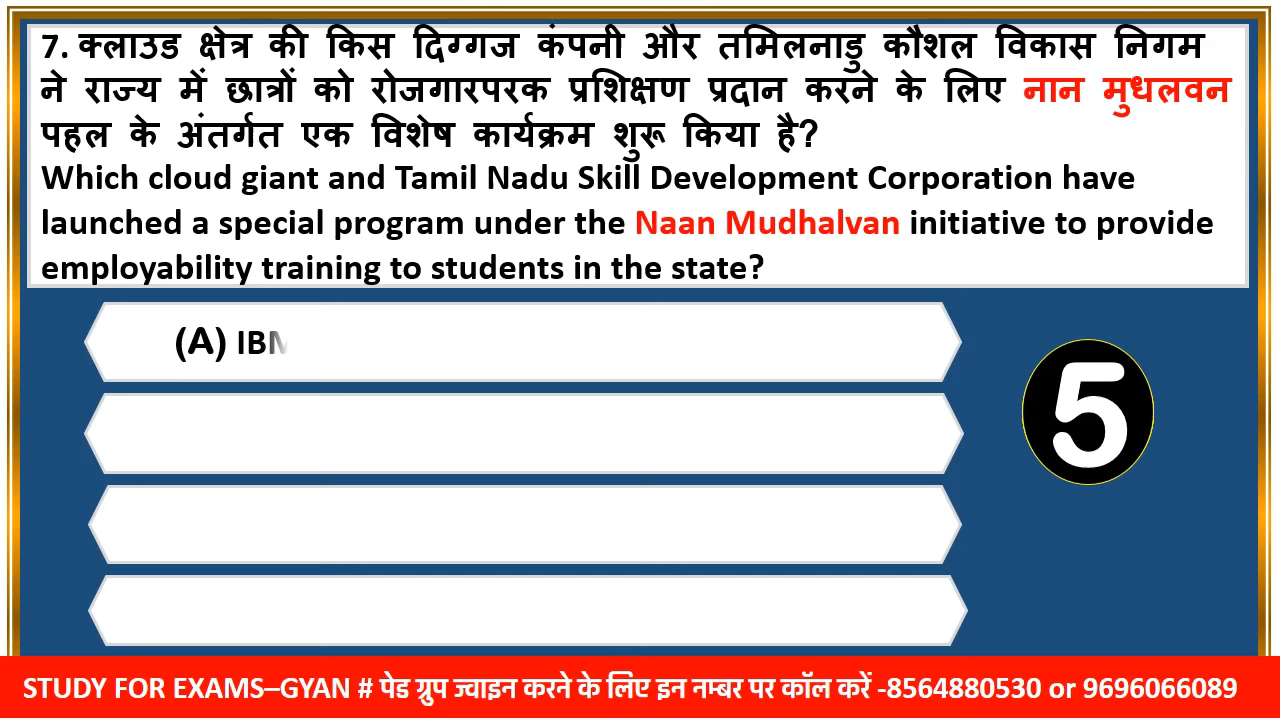 7. क्लाउड क्षेत्र की किस दिग्गज कंपनी और तमिलनाडु कौशल विकास निगम
ने राज्य में छात्रों को रोजगारपरक प्रशिक्षण प्रदान करने के लिए नान मुधलवन
पहल के अंतर्गत एक विशेष कार्यक्रम शुरू किया है?
Which cloud giant and Tamil Nadu Skill Development Corporation have
launched a special program under the Naan Mudhalvan initiative to provide
employability training to students in the state?
(A) IBM
5
STUDY FOR EXAMS–GYAN # पेड ग्रुप ज्वाइन करने के लिए इन नम्बर पर कॉल करें -8564880530 or 9696066089